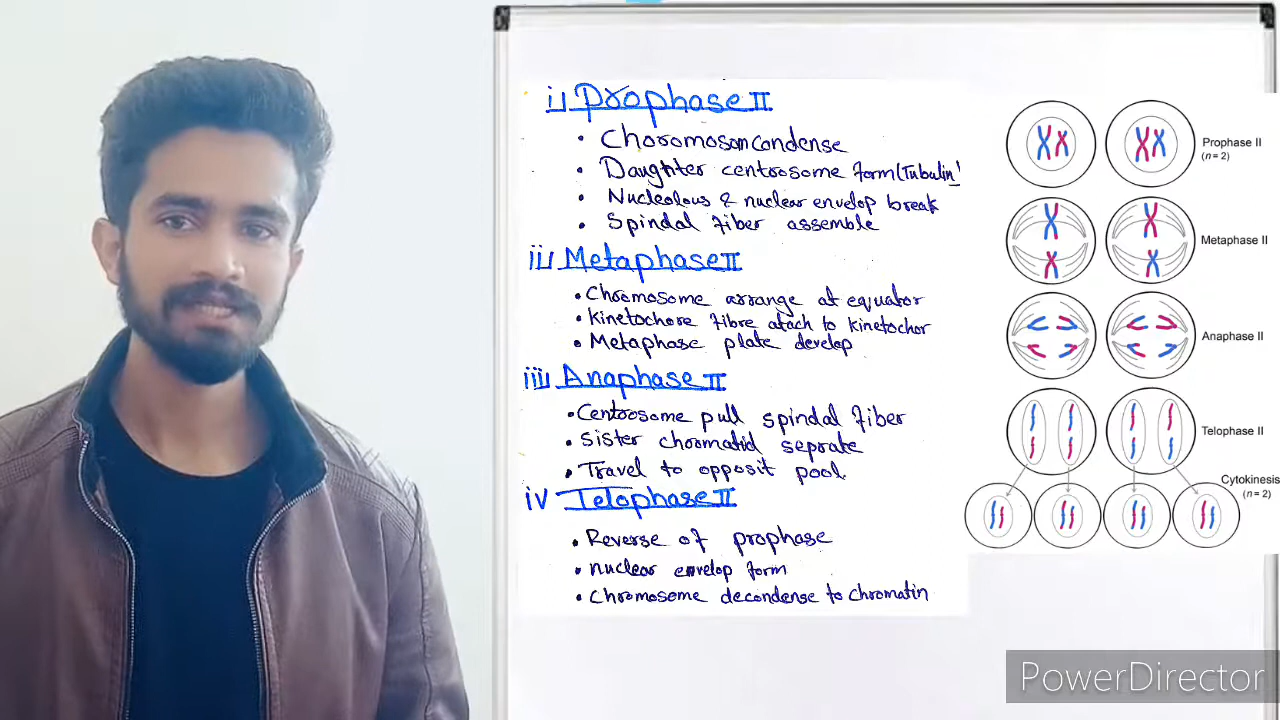 i) Prophase II
• Choromosom Condense
• Daughter centrosome form (Tubulin)
• Nucleolous & nuclear envelop break
• Spindal fiber assemble
ii) Metaphase II
• Chromosome arrange at equator
• Kinetochore fibre atach to kinetochor
• Metaphase plate develop
iii) Anaphase II
• Centrosome pull spindal fiber
• Sister chromatid seprate
• Travel to opposit pool
iv Telophase II
• Reverse of prophase
• nuclear envelop form
• Chromosome decondense to chromatin
Prophase II
(n = 2)
Metaphase II
Anaphase II
Telophase II
Cytokinesis
(n = 2)
PowerDirector